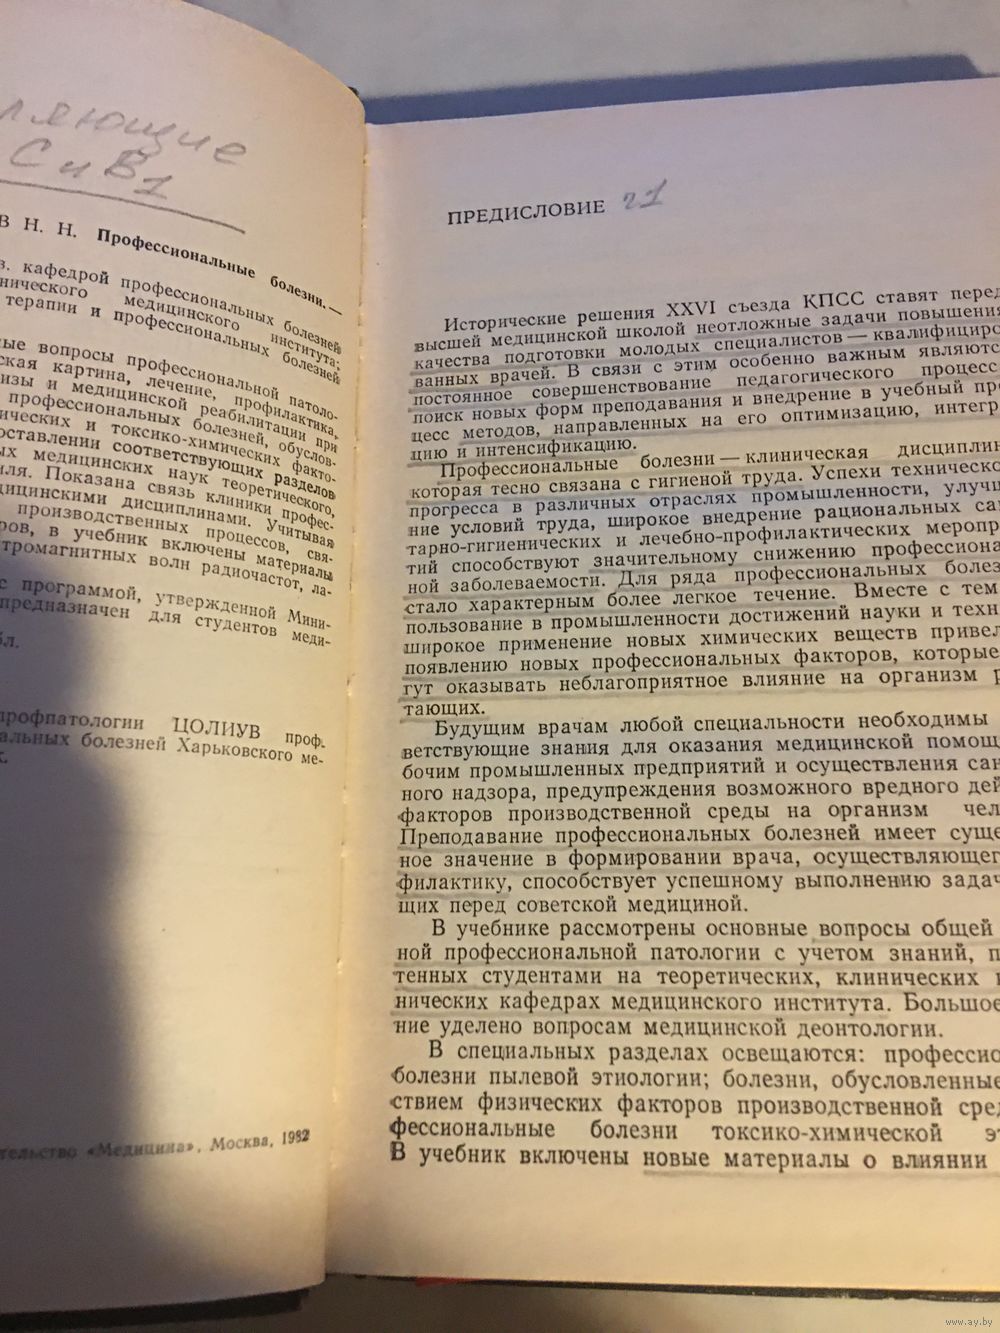 ляющие
С и В1
В Н. Н. Профессиональные болезни.—
в. кафедрой профессиональных болезней
нического медицинского института;
терапии и профессиональных болезней
ные вопросы профессиональной патоло-
ская картина, лечение, профилактика,
изы и медицинской реабилитации при
профессиональных болезней, обуслов-
ических и токсико-химических факто-
оставлении соответствующих разделов
ых медицинских наук теоретического,
иля. Показана связь клиники профес-
дицинскими дисциплинами. Учитывая
производственных процессов, свя-
ров, в учебник включены материалы
тромагнитных волн радиочастот, ла-
с программой, утвержденной Мини-
предназначен для студентов меди-
бл.
профпатологии ЦОЛИУВ проф.
альных болезней Харьковского ме-
тельство «Медицина», Москва, 1982
ПРЕДИСЛОВИЕ
Исторические решения XXVI съезда КПСС ставят перед
высшей медицинской школой неотложные задачи повышения
качества подготовки молодых специалистов — квалифициро
ванных врачей. В связи с этим особенно важным являются
постоянное совершенствование педагогического процесс
поиск новых форм преподавания и внедрение в учебный про
цесс методов, направленных на его оптимизацию, интегр
цию и интенсификацию.
Профессиональные болезни — клиническая дисциплин
которая тесно связана с гигиеной труда. Успехи техническо
прогресса в различных отраслях промышленности, улучш
ние условий труда, широкое внедрение рациональных сан
тарно-гигиенических и лечебно-профилактических меропр
тий способствуют значительному снижению профессиона
ной заболеваемости. Для ряда профессиональных болез
стало характерным более легкое течение. Вместе с тем
пользование в промышленности достижений науки и техн
широкое применение новых химических веществ привел
появлению новых профессиональных факторов, которые
гут оказывать неблагоприятное влияние на организм р
тающих.
Будущим врачам любой специальности необходимы
ветствующие знания для оказания медицинской помощ
бочим промышленных предприятий и осуществления сан
ного надзора, предупреждения возможного вредного дей
факторов производственной среды на организм чел
Преподавание профессиональных болезней имеет суще
ное значение в формировании врача, осуществляющег
филактику, способствует успешному выполнению задач
щих перед советской медициной.
В учебнике рассмотрены основные вопросы общей
ной профессиональной патологии с учетом знаний, п
тенных студентами на теоретических, клинических
нических кафедрах медицинского института. Большое
ние уделено вопросам медицинской деонтологии.
В специальных разделах освещаются: профессио
болезни пылевой этиологии; болезни, обусловленные
ствием физических факторов производственной сред
фессиональные болезни токсико-химической эт
В учебник включены новые материалы о влиянии
www.ay.by